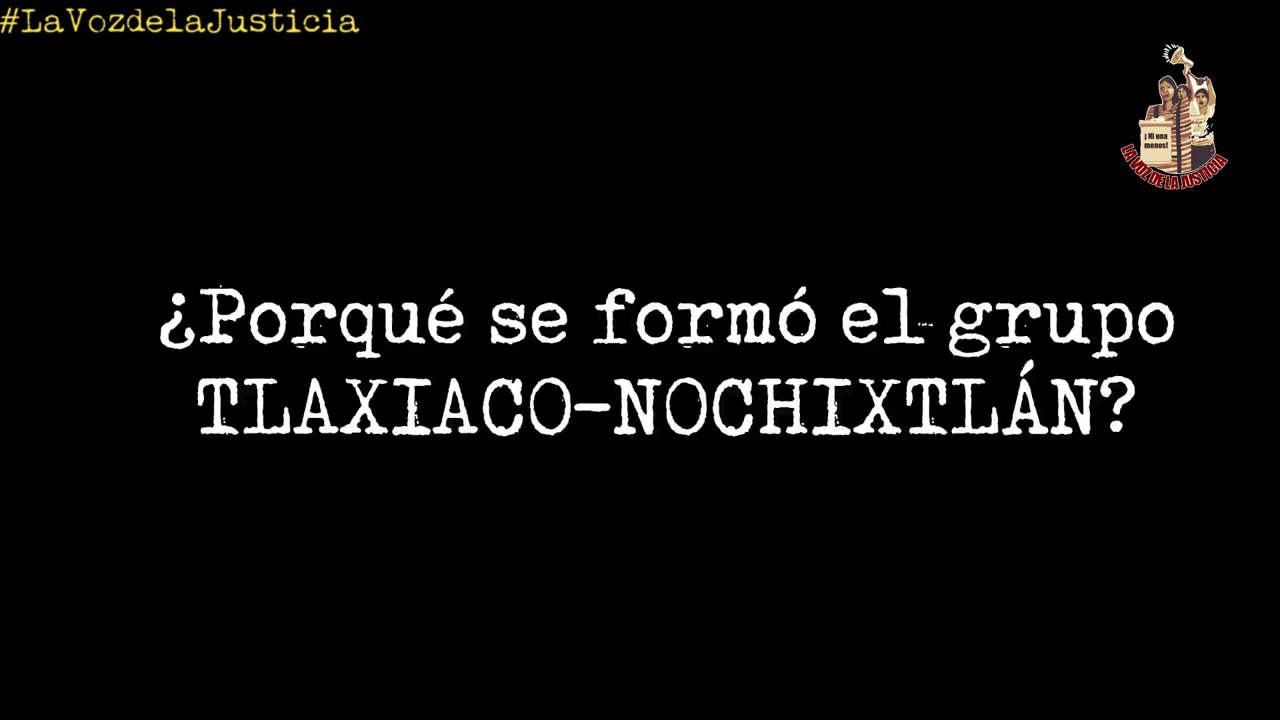 #LaVozdelaJusticia
¡Ni una
menos!
LA VOZ DE LA JUSTICIA
¿Porqué se formó el grupo
TLAXIACO-NOCHIXTLÁN?